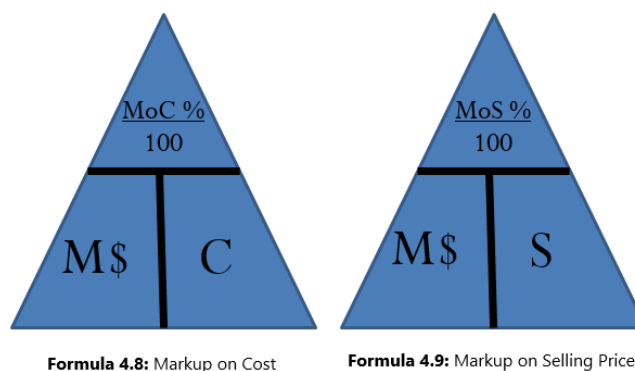 MoC %
100
M$
C
Formula 4.8: Markup on Cost
MoS %
100
M$
S
Formula 4.9: Markup on Selling Price